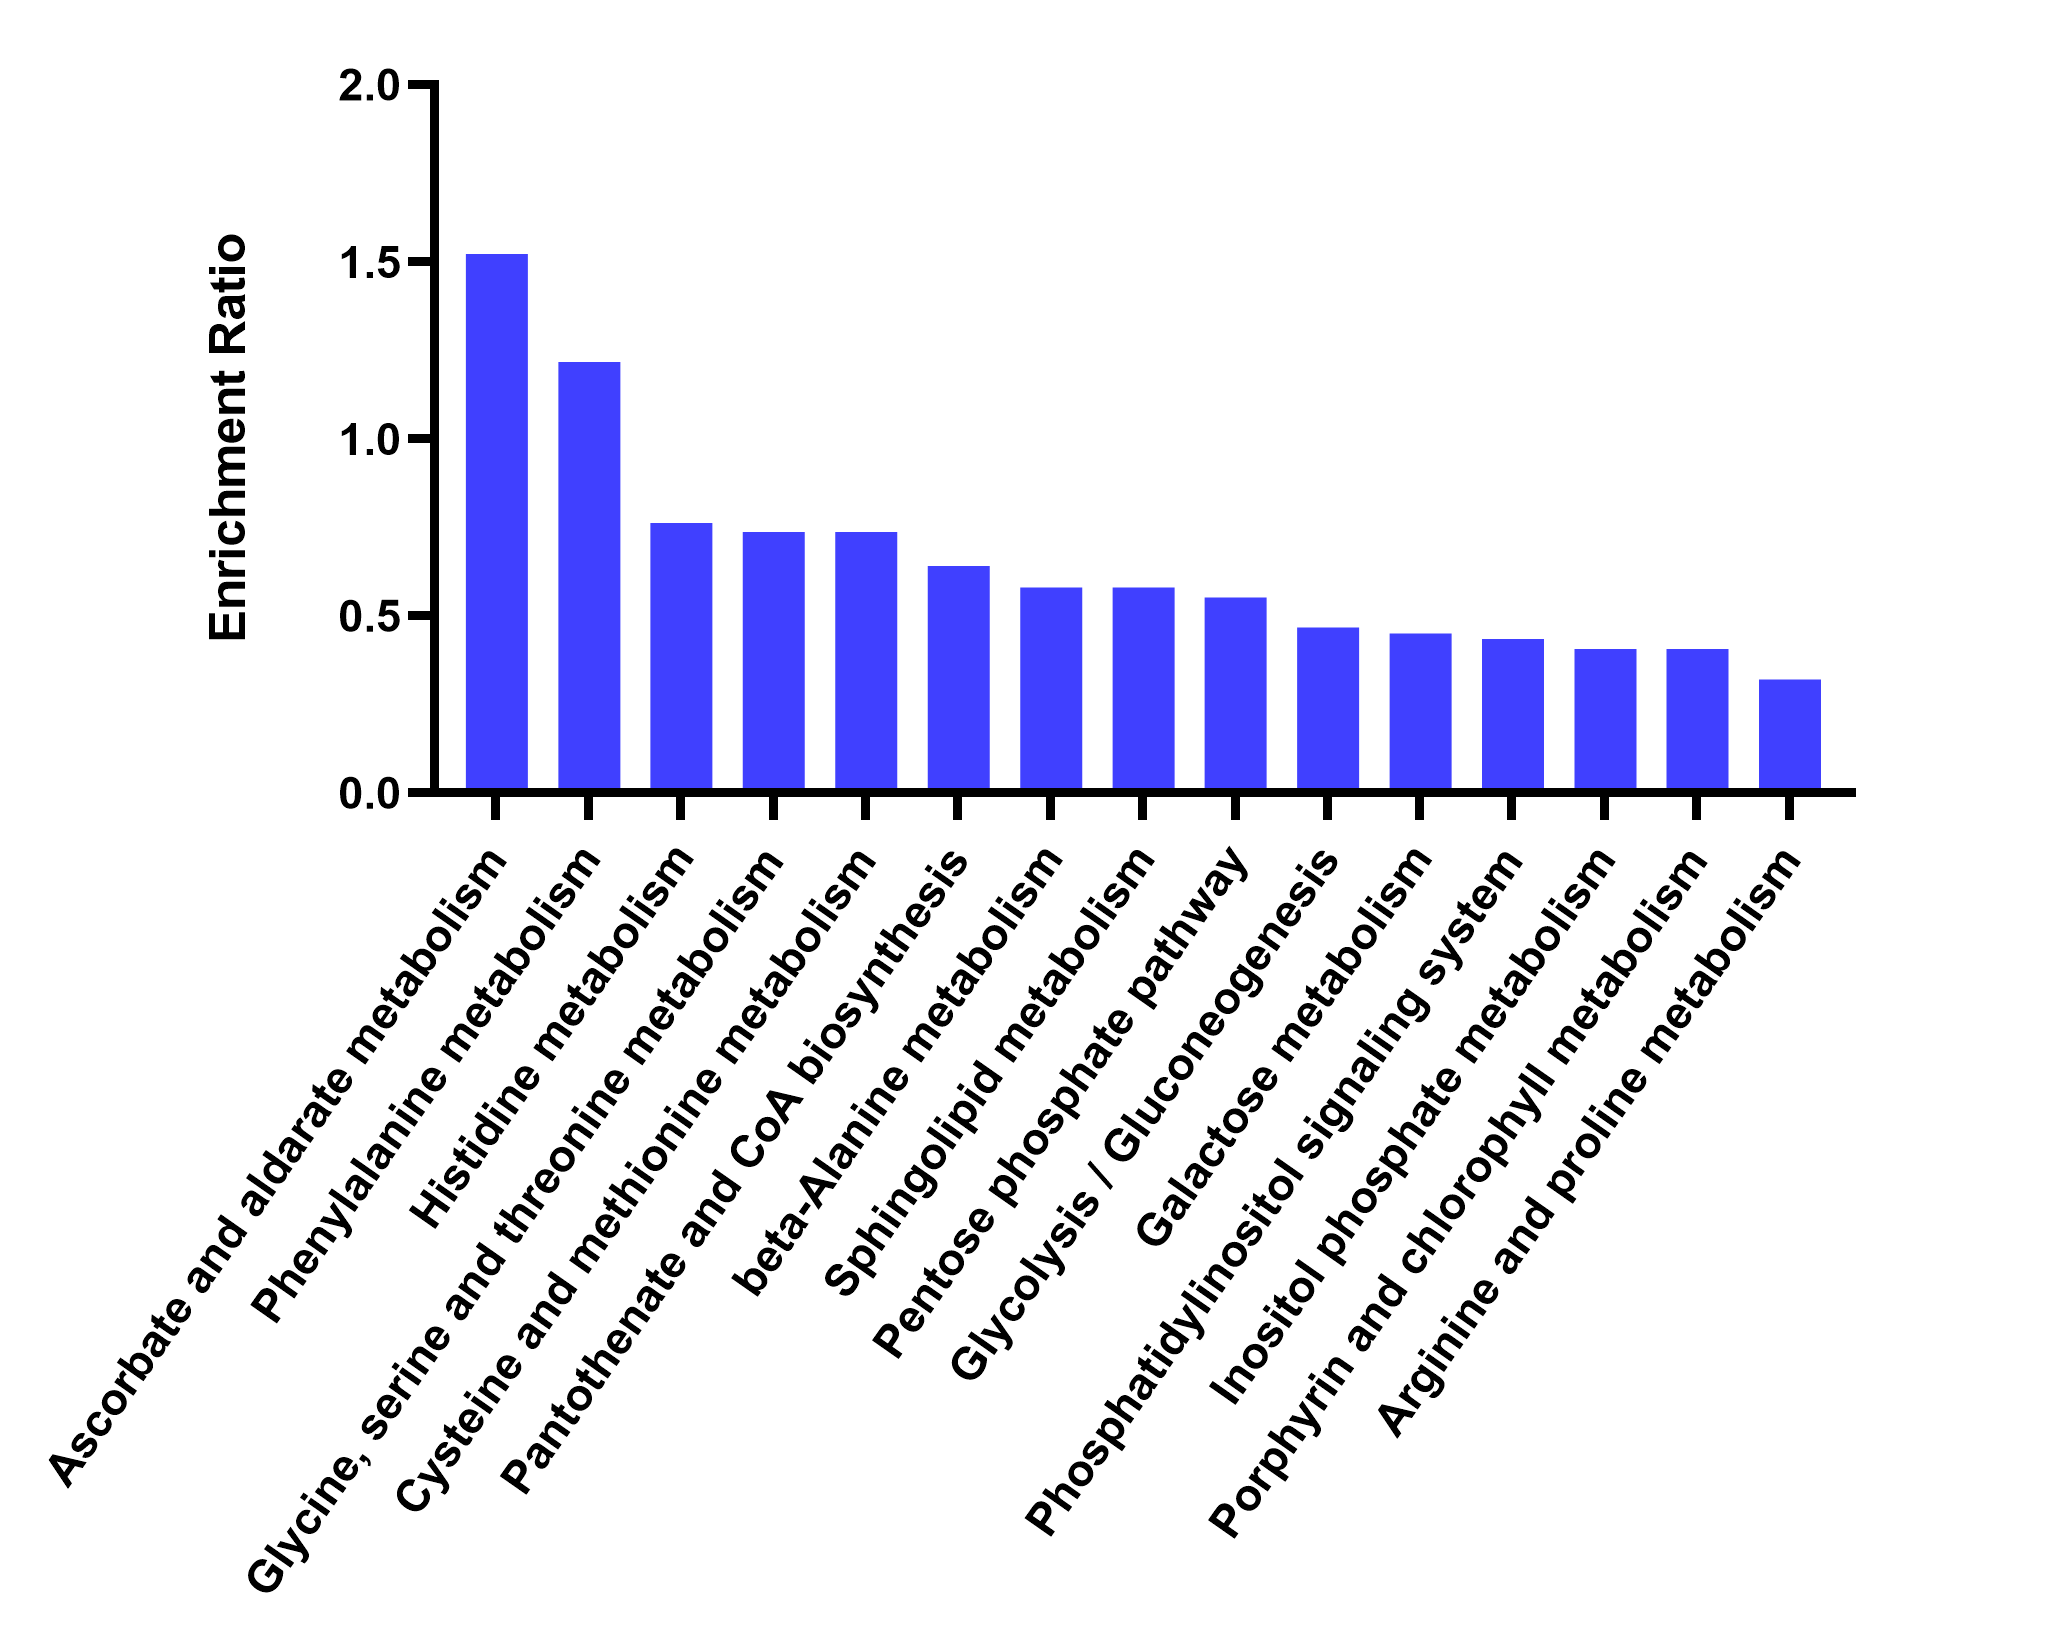 Enrichment Ratio
2.0
1.5
1.0
0.5
0.0
Ascorbate and aldarate metabolism
Phenylalanine metabolism
Histidine metabolism
Glycine, serine and threonine metabolism
Cysteine and methionine metabolism
Pantothenate and CoA biosynthesis
beta-Alanine metabolism
Sphingolipid metabolism
Pentose phosphate pathway
Glycolysis / Gluconeogenesis
Galactose metabolism
Phosphatidylinositol signaling system
Inositol phosphate metabolism
Porphyrin and chlorophyll metabolism
Arginine and proline metabolism